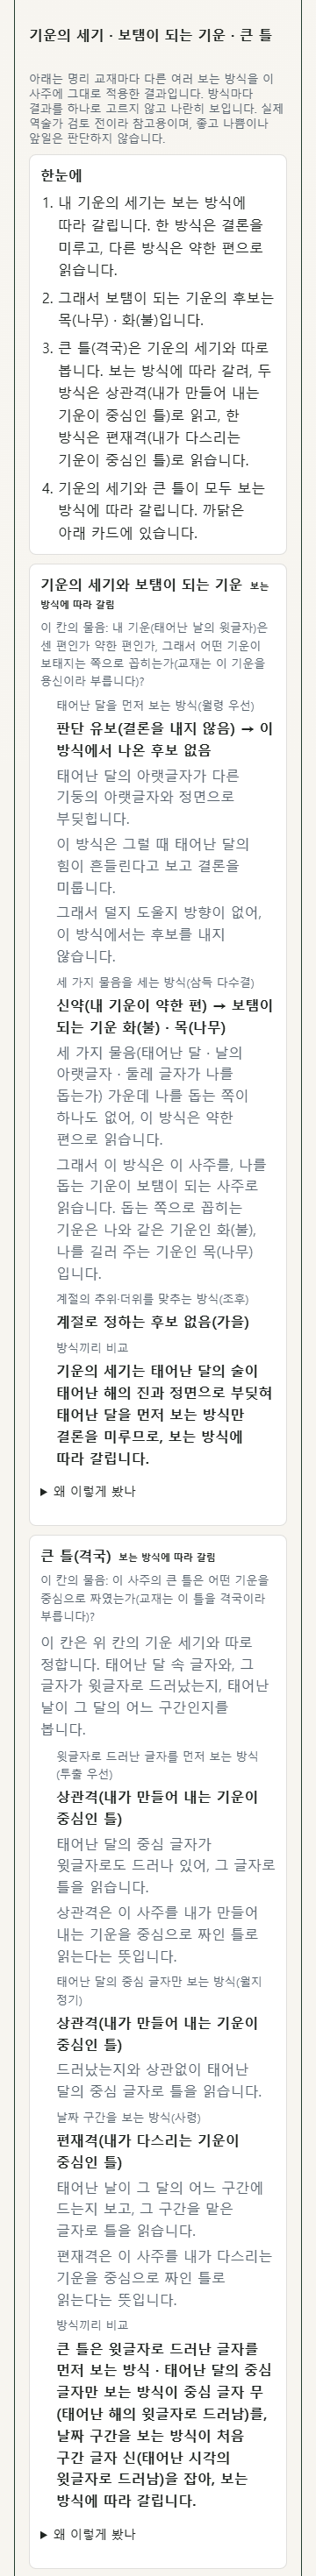 기운의 세기 · 보탬이 되는 기운 · 큰 틀
아래는 명리 교재마다 다른 여러 보는 방식을 이
사주에 그대로 적용한 결과입니다. 방식마다
결과를 하나로 고르지 않고 나란히 보입니다. 실제
역술가 검토 전이라 참고용이며, 좋고 나쁨이나
앞일은 판단하지 않습니다.
한눈에
1. 내 기운의 세기는 보는 방식에
따라 갈립니다. 한 방식은 결론을
미루고, 다른 방식은 약한 편으로
읽습니다.
2. 그래서 보탬이 되는 기운의 후보는
목(나무) · 화(불)입니다.
3. 큰 틀(격국)은 기운의 세기와 따로
봅니다. 보는 방식에 따라 갈려, 두
방식은 상관격(내가 만들어 내는
기운이 중심인 틀)로 읽고, 한
방식은 편재격(내가 다스리는
기운이 중심인 틀)로 읽습니다.
4. 기운의 세기와 큰 틀이 모두 보는
방식에 따라 갈립니다. 까닭은
아래 카드에 있습니다.
기운의 세기와 보탬이 되는 기운 보는
방식에 따라 갈림
이 칸의 물음: 내 기운(태어난 날의 윗글자)은
센 편인가 약한 편인가, 그래서 어떤 기운이
보태지는 쪽으로 꼽히는가(교재는 이 기운을
용신이라 부릅니다)?
태어난 달을 먼저 보는 방식(월령 우선)
판단 유보(결론을 내지 않음) → 이
방식에서 나온 후보 없음
태어난 달의 아랫글자가 다른
기둥의 아랫글자와 정면으로
부딪힙니다.
이 방식은 그럴 때 태어난 달의
힘이 흔들린다고 보고 결론을
미룹니다.
그래서 덜지 도울지 방향이 없어,
이 방식에서는 후보를 내지
않습니다.
세 가지 물음을 세는 방식(삼득 다수결)
신약(내 기운이 약한 편) → 보탬이
되는 기운 화(불) · 목(나무)
세 가지 물음(태어난 달 · 날의
아랫글자 · 둘레 글자가 나를
돕는가) 가운데 나를 돕는 쪽이
하나도 없어, 이 방식은 약한
편으로 읽습니다.
그래서 이 방식은 이 사주를, 나를
돕는 기운이 보탬이 되는 사주로
읽습니다. 돕는 쪽으로 꼽히는
기운은 나와 같은 기운인 화(불),
나를 길러 주는 기운인 목(나무)
입니다.
계절의 추위·더위를 맞추는 방식(조후)
계절로 정하는 후보 없음(가을)
방식끼리 비교
기운의 세기는 태어난 달의 술이
태어난 해의 진과 정면으로 부딪혀
태어난 달을 먼저 보는 방식만
결론을 미루므로, 보는 방식에
따라 갈립니다.
▶ 왜 이렇게 봤나
큰 틀(격국) 보는 방식에 따라 갈림
이 칸의 물음: 이 사주의 큰 틀은 어떤 기운을
중심으로 짜였는가(교재는 이 틀을 격국이라
부릅니다)?
이 칸은 위 칸의 기운 세기와 따로
정합니다. 태어난 달 속 글자와, 그
글자가 윗글자로 드러났는지, 태어난
날이 그 달의 어느 구간인지를
봅니다.
윗글자로 드러난 글자를 먼저 보는 방식
(투출 우선)
상관격(내가 만들어 내는 기운이
중심인 틀)
태어난 달의 중심 글자가
윗글자로도 드러나 있어, 그 글자로
틀을 읽습니다.
상관격은 이 사주를 내가 만들어
내는 기운을 중심으로 짜인 틀로
읽는다는 뜻입니다.
태어난 달의 중심 글자만 보는 방식(월지
정기)
상관격(내가 만들어 내는 기운이
중심인 틀)
드러났는지와 상관없이 태어난
달의 중심 글자로 틀을 읽습니다.
날짜 구간을 보는 방식(사령)
편재격(내가 다스리는 기운이
중심인 틀)
태어난 날이 그 달의 어느 구간에
드는지 보고, 그 구간을 맡은
글자로 틀을 읽습니다.
편재격은 이 사주를 내가 다스리는
기운을 중심으로 짜인 틀로
읽는다는 뜻입니다.
방식끼리 비교
큰 틀은 윗글자로 드러난 글자를
먼저 보는 방식 · 태어난 달의 중심
글자만 보는 방식이 중심 글자 무
(태어난 해의 윗글자로 드러남)를,
날짜 구간을 보는 방식이 처음
구간 글자 신(태어난 시각의
윗글자로 드러남)을 잡아, 보는
방식에 따라 갈립니다.
▶ 왜 이렇게 봤나